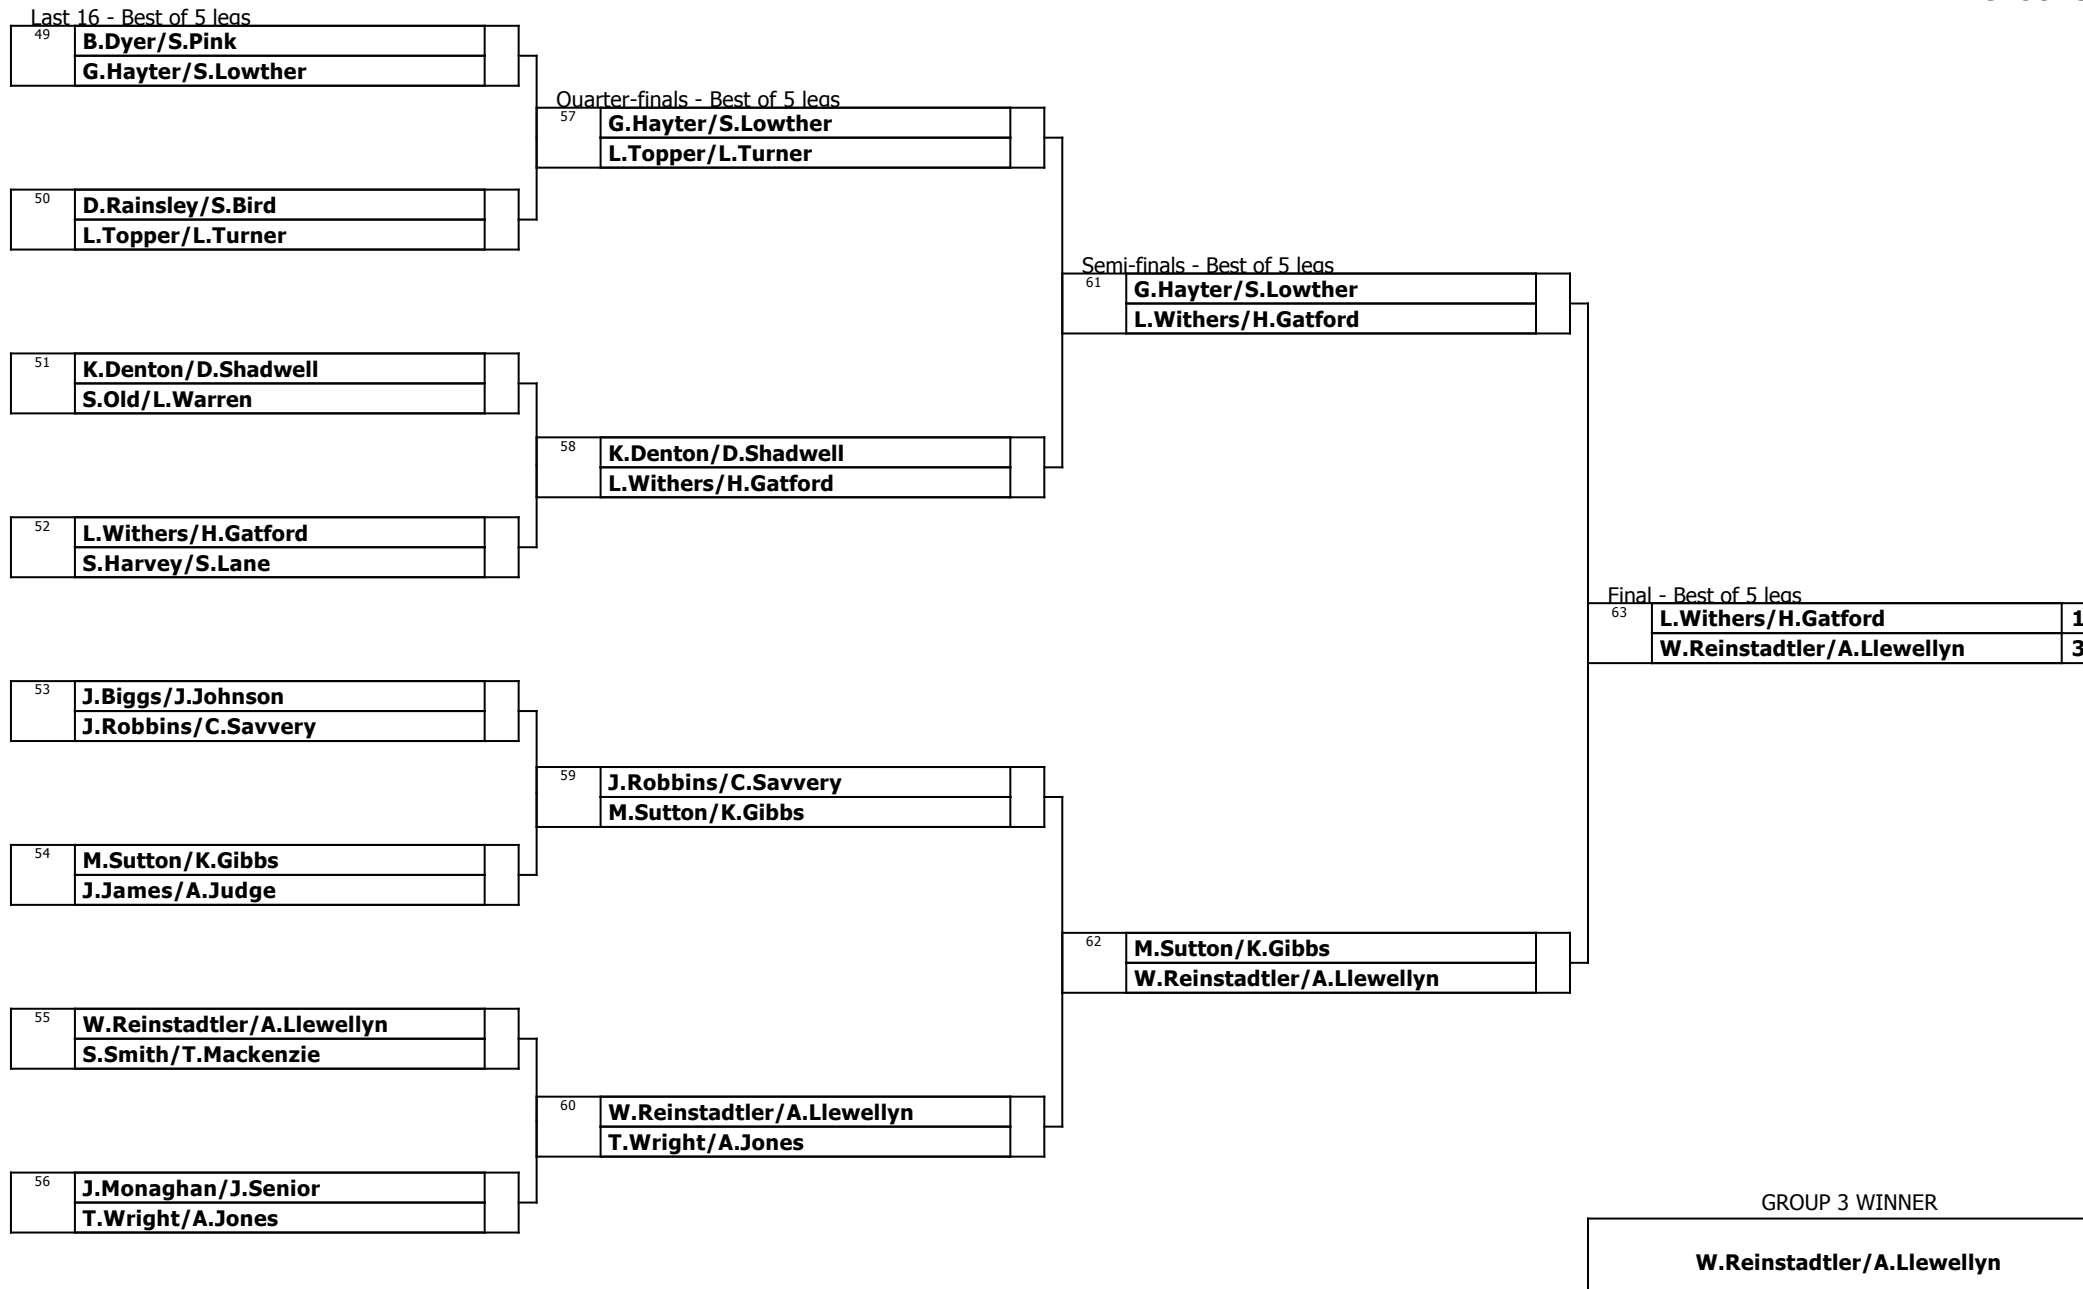 Last 16 - Best of 5 legs
49
B.Dyer/S.Pink
G.Hayter/S.Lowther
50
D.Rainsley/S.Bird
L.Topper/L.Turner
51
K.Denton/D.Shadwell
S.Old/L.Warren
52
L.Withers/H.Gatford
S.Harvey/S.Lane
53
J.Biggs/J.Johnson
J.Robbins/C.Savvery
54
M.Sutton/K.Gibbs
J.James/A.Judge
55
W.Reinstadtler/A.Llewellyn
S.Smith/T.Mackenzie
56
J.Monaghan/J.Senior
T.Wright/A.Jones
Quarter-finals - Best of 5 legs
57
G.Hayter/S.Lowther
L.Topper/L.Turner
58
K.Denton/D.Shadwell
L.Withers/H.Gatford
59
J.Robbins/C.Savvery
M.Sutton/K.Gibbs
60
W.Reinstadtler/A.Llewellyn
T.Wright/A.Jones
Semi-finals - Best of 5 legs
61
G.Hayter/S.Lowther
L.Withers/H.Gatford
62
M.Sutton/K.Gibbs
W.Reinstadtler/A.Llewellyn
Final - Best of 5 legs
63
L.Withers/H.Gatford 1
W.Reinstadtler/A.Llewellyn 3
GROUP 3 WINNER
W.Reinstadtler/A.Llewellyn